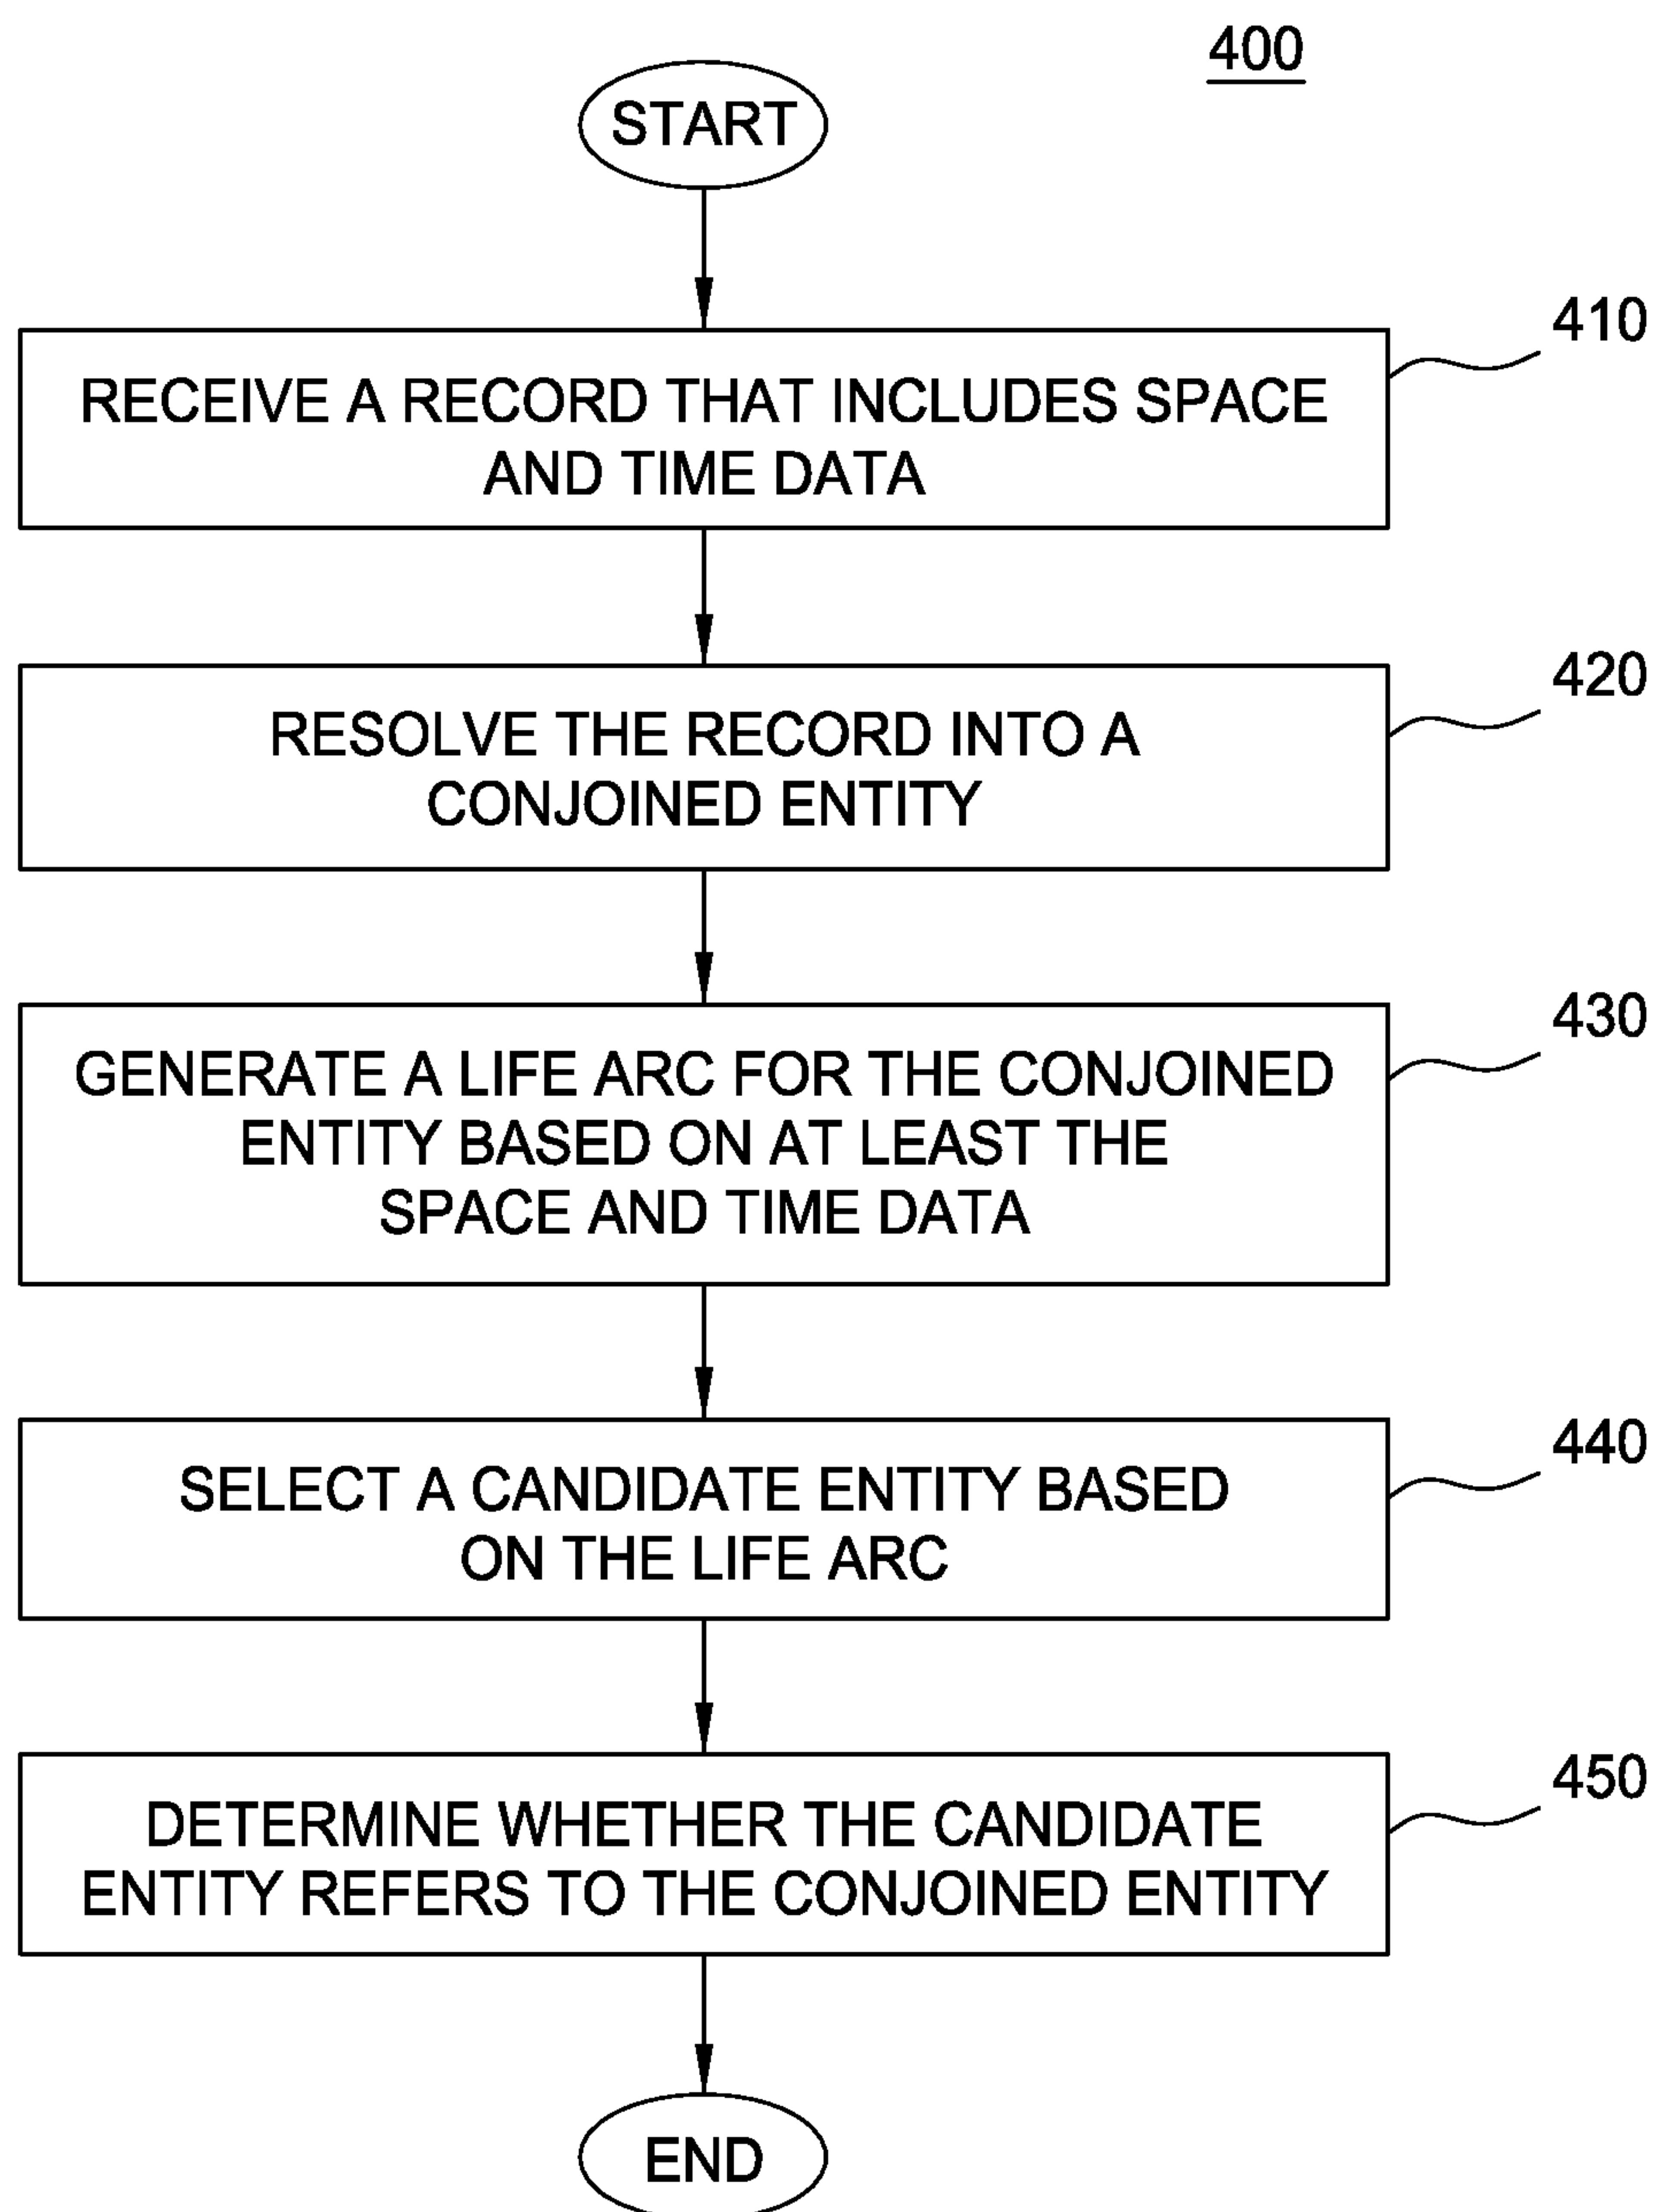 400
START
410
RECEIVE A RECORD THAT INCLUDES SPACE
AND TIME DATA
420
RESOLVE THE RECORD INTO A
CONJOINED ENTITY
430
GENERATE A LIFE ARC FOR THE CONJOINED
ENTITY BASED ON AT LEAST THE
SPACE AND TIME DATA
440
SELECT A CANDIDATE ENTITY BASED
ON THE LIFE ARC
450
DETERMINE WHETHER THE CANDIDATE
ENTITY REFERS TO THE CONJOINED ENTITY
END